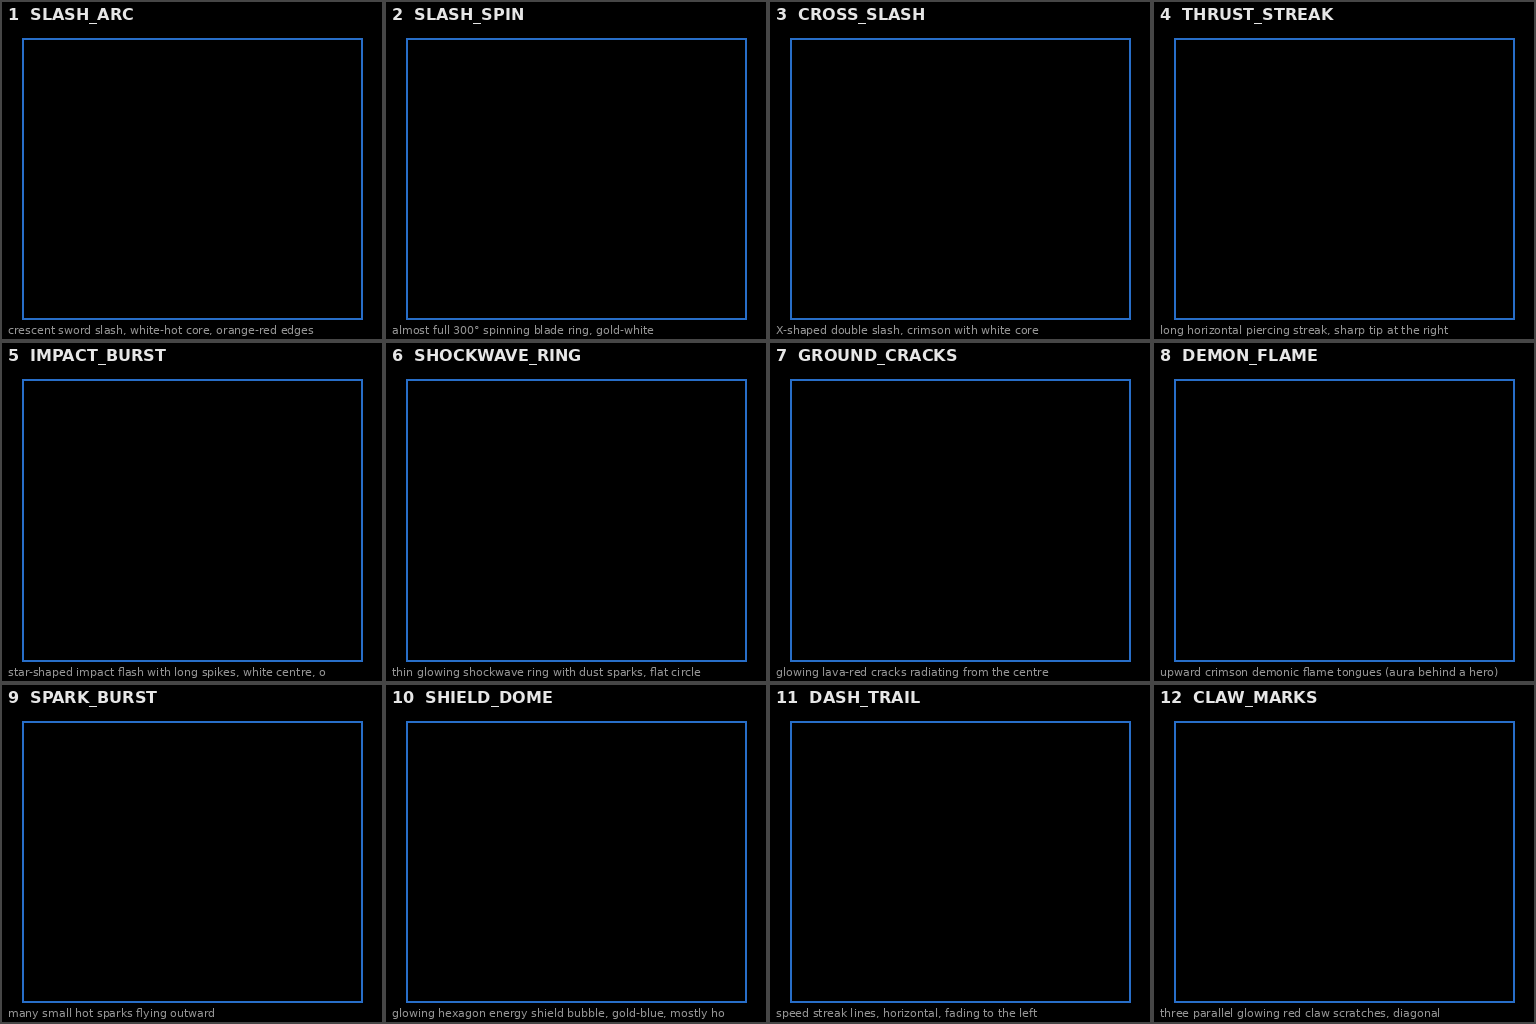 1 SLASH_ARC
2 SLASH_SPIN
3 CROSS_SLASH
4 THRUST_STREAK
crescent sword slash, white-hot core, orange-red edges
almost full 300° spinning blade ring, gold-white
X-shaped double slash, crimson with white core
long horizontal piercing streak, sharp tip at the right
5 IMPACT_BURST
6 SHOCKWAVE_RING
7 GROUND_CRACKS
8 DEMON_FLAME
star-shaped impact flash with long spikes, white centre, o
thin glowing shockwave ring with dust sparks, flat circle
glowing lava-red cracks radiating from the centre
upward crimson demonic flame tongues (aura behind a hero)
9 SPARK_BURST
10 SHIELD_DOME
11 DASH_TRAIL
12 CLAW_MARKS
many small hot sparks flying outward
glowing hexagon energy shield bubble, gold-blue, mostly ho
speed streak lines, horizontal, fading to the left
three parallel glowing red claw scratches, diagonal